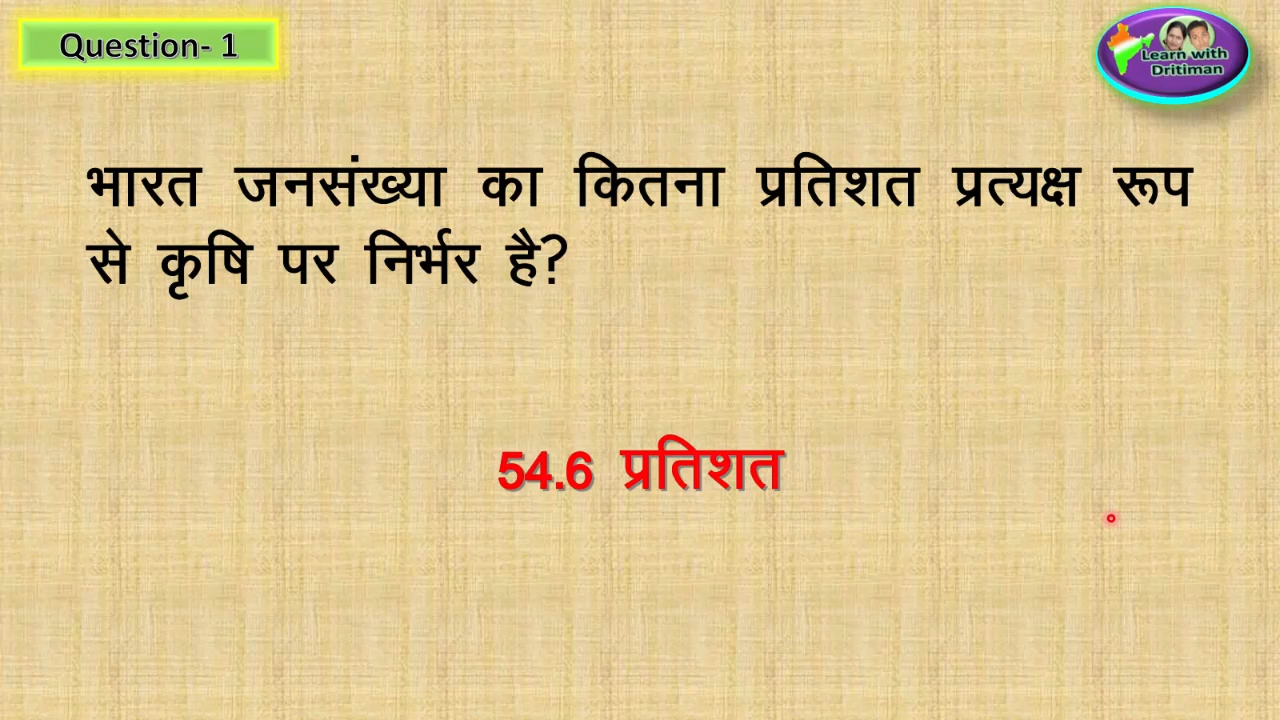 Question- 1
Learn with
Dritiman
भारत जनसंख्या का कितना प्रतिशत प्रत्यक्ष रूप
से कृषि पर निर्भर है?
54.6 प्रतिशत